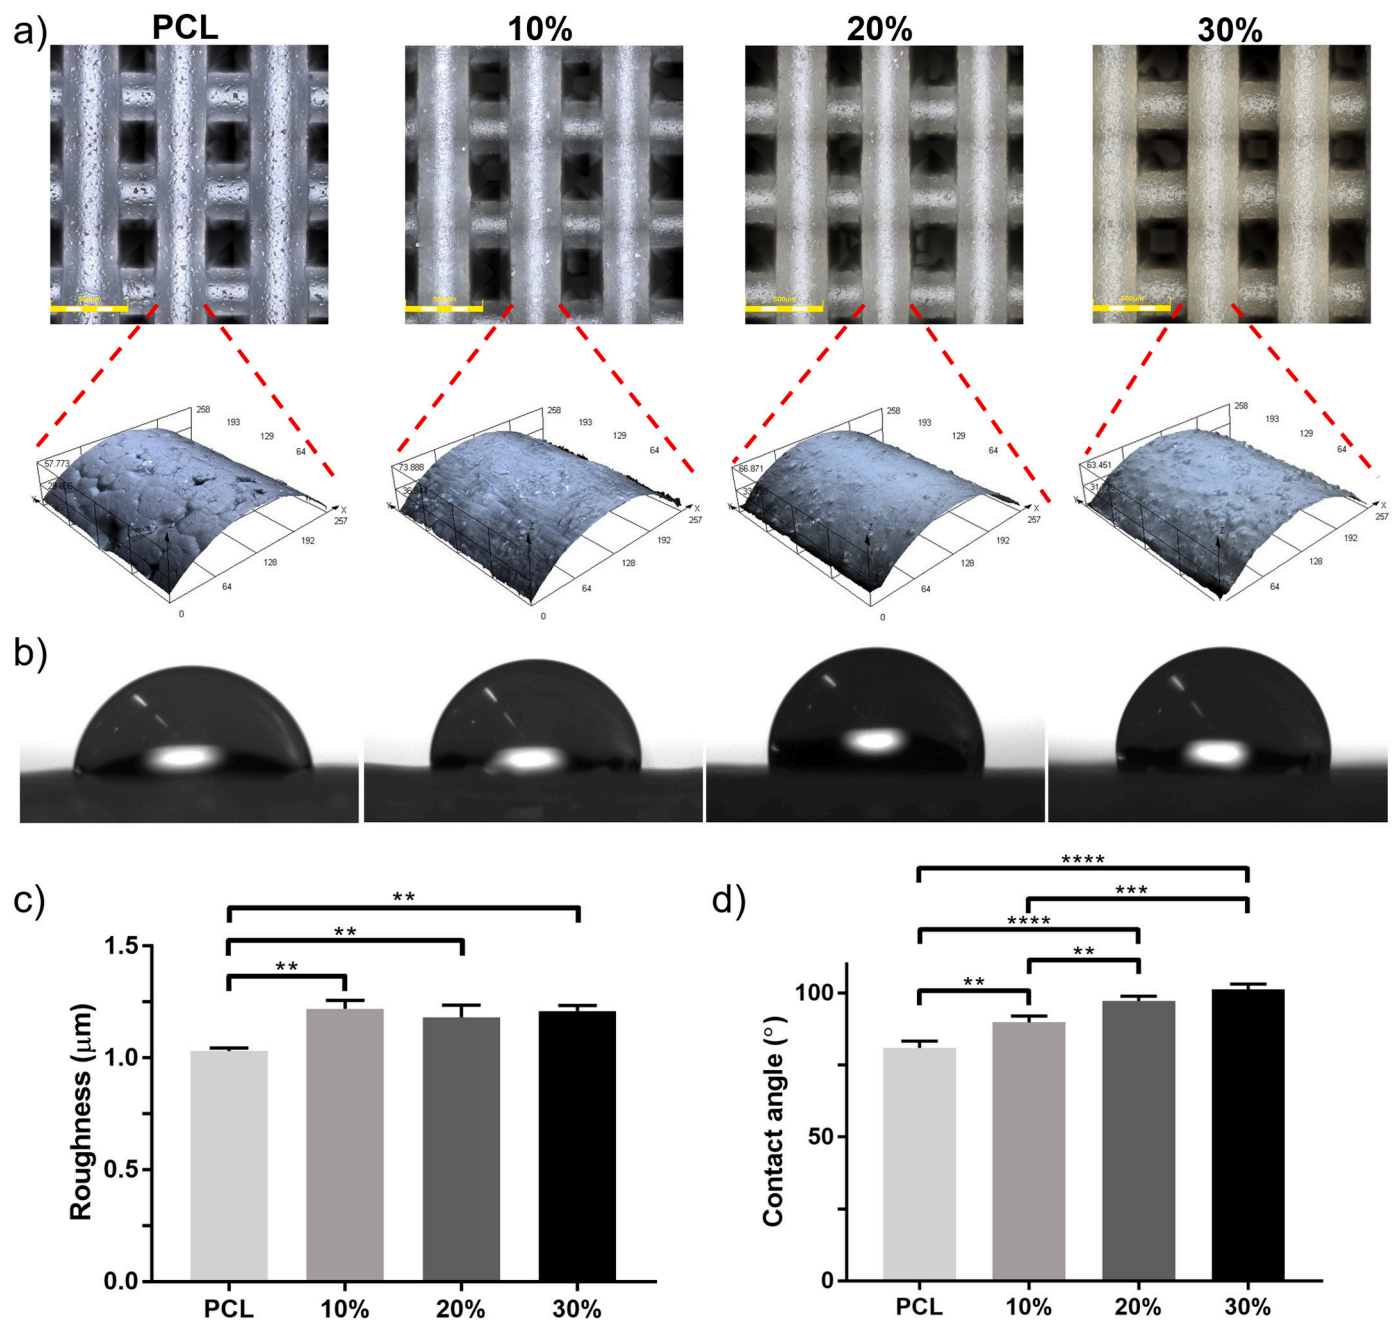 a)
PCL 10% 20% 30%
500μm 500μm
258 258 258 258
193 193 193 193
129 129 129 129
64 64 64 64
57.773 73.888 66.871 63.451
Y X Y X Y X Y X
257 257 257 257
Z Z Z
192 192 192 192
128 128 128 128
64 64 64 64
0 0 0
b)
c)
**
**
**
1.5
1.0
0.5
0.0
Roughness (μm)
PCL 10% 20% 30%
d)
****
***
****
**
**
100
50
0
Contact angle (°)
PCL 10% 20% 30%